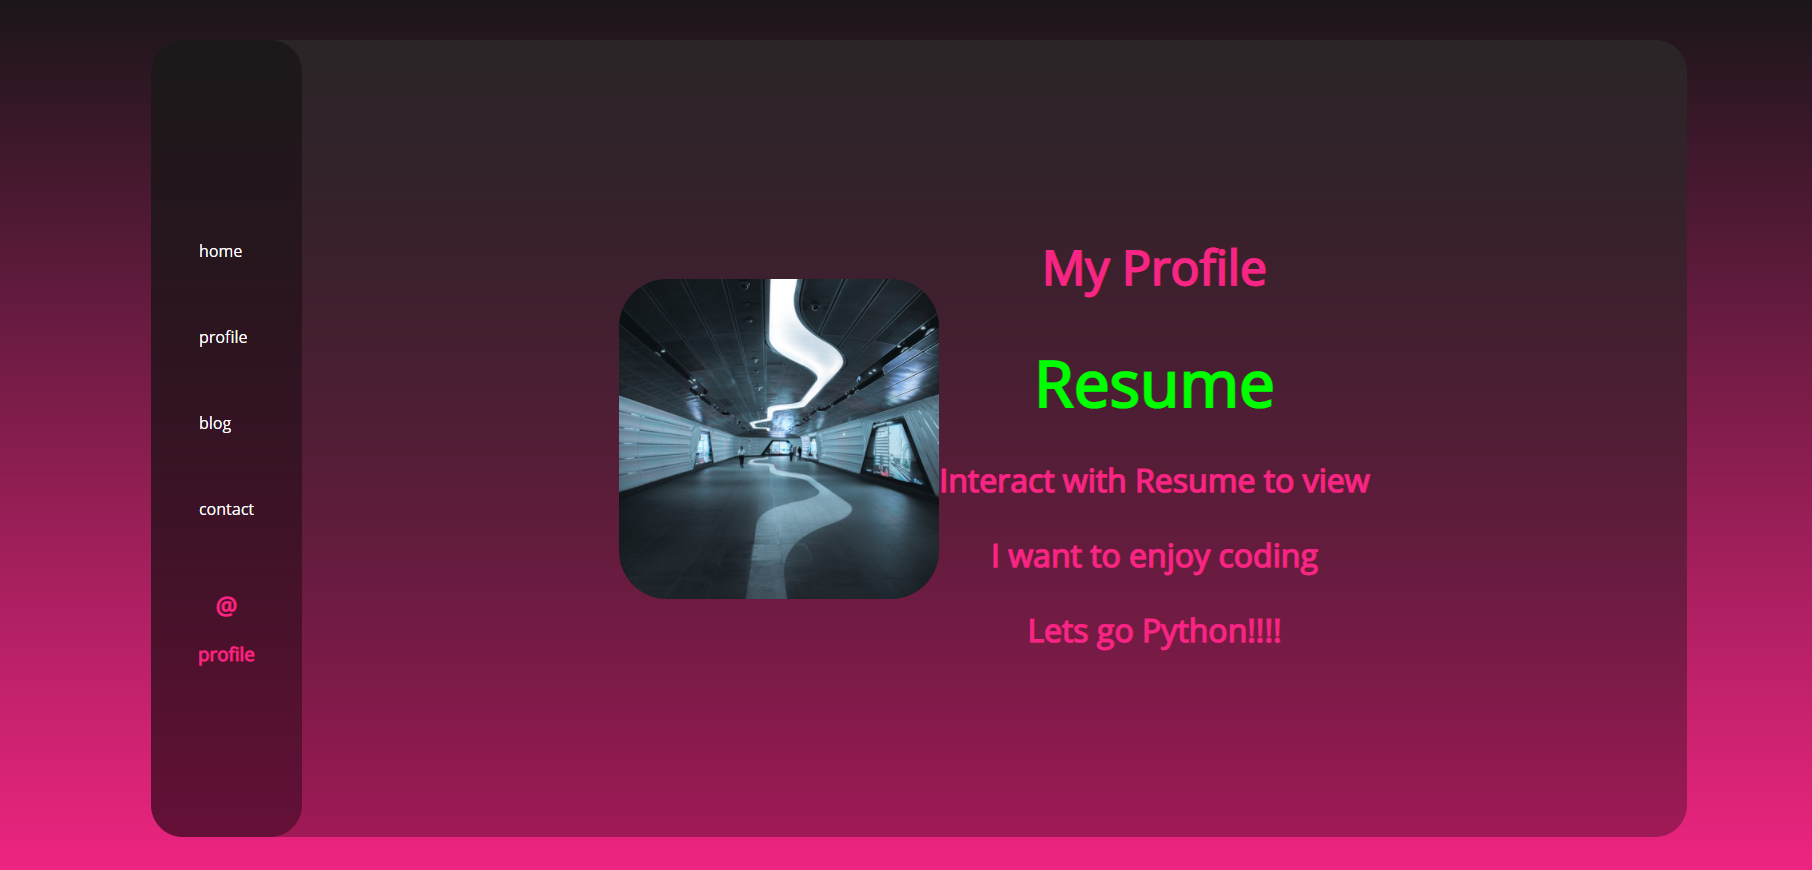 home
profile
blog
contact
@
profile
My Profile
Resume
Interact with Resume to view
I want to enjoy coding
Lets go Python!!!!